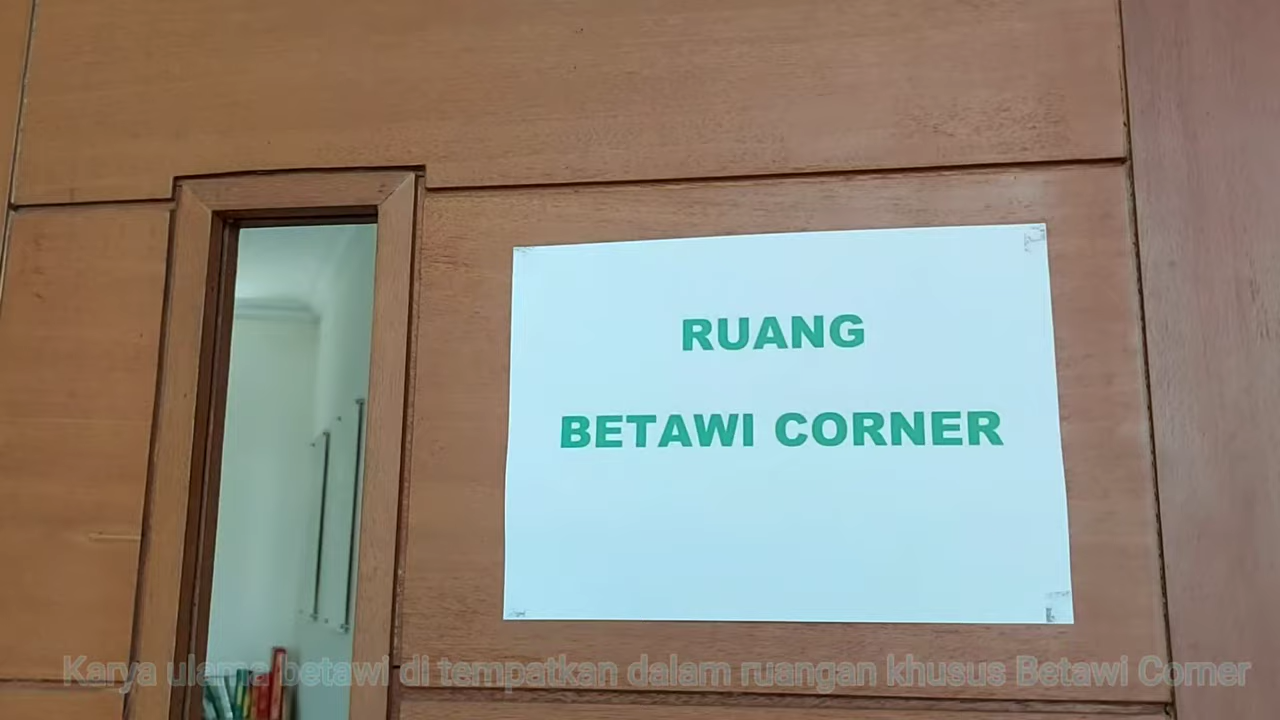 RUANG
BETAWI CORNER
Karya ulama betawi di tempatkan dalam ruangan khusus Betawi Corner